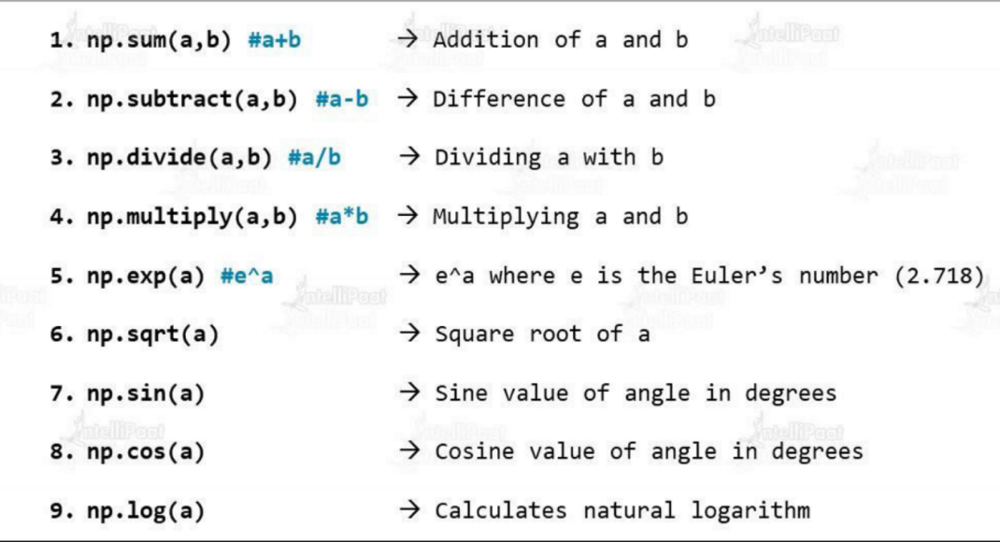 1. np.sum(a,b) #a+b → Addition of a and b
2. np.subtract(a,b) #a-b → Difference of a and b
3. np.divide(a,b) #a/b → Dividing a with b
4. np.multiply(a,b) #a*b → Multiplying a and b
5. np.exp(a) #e^a → e^a where e is the Euler’s number (2.718)
6. np.sqrt(a) → Square root of a
7. np.sin(a) → Sine value of angle in degrees
8. np.cos(a) → Cosine value of angle in degrees
9. np.log(a) → Calculates natural logarithm